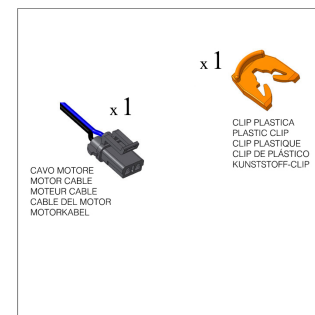 x 1
CLIP PLASTICA
PLASTIC CLIP
CLIP PLASTIQUE
CLIP DE PLÁSTICO
KUNSTSTOFF-CLIP
x 1
CAVO MOTORE
MOTOR CABLE
MOTEUR CABLE
CABLE DEL MOTOR
MOTORKABEL